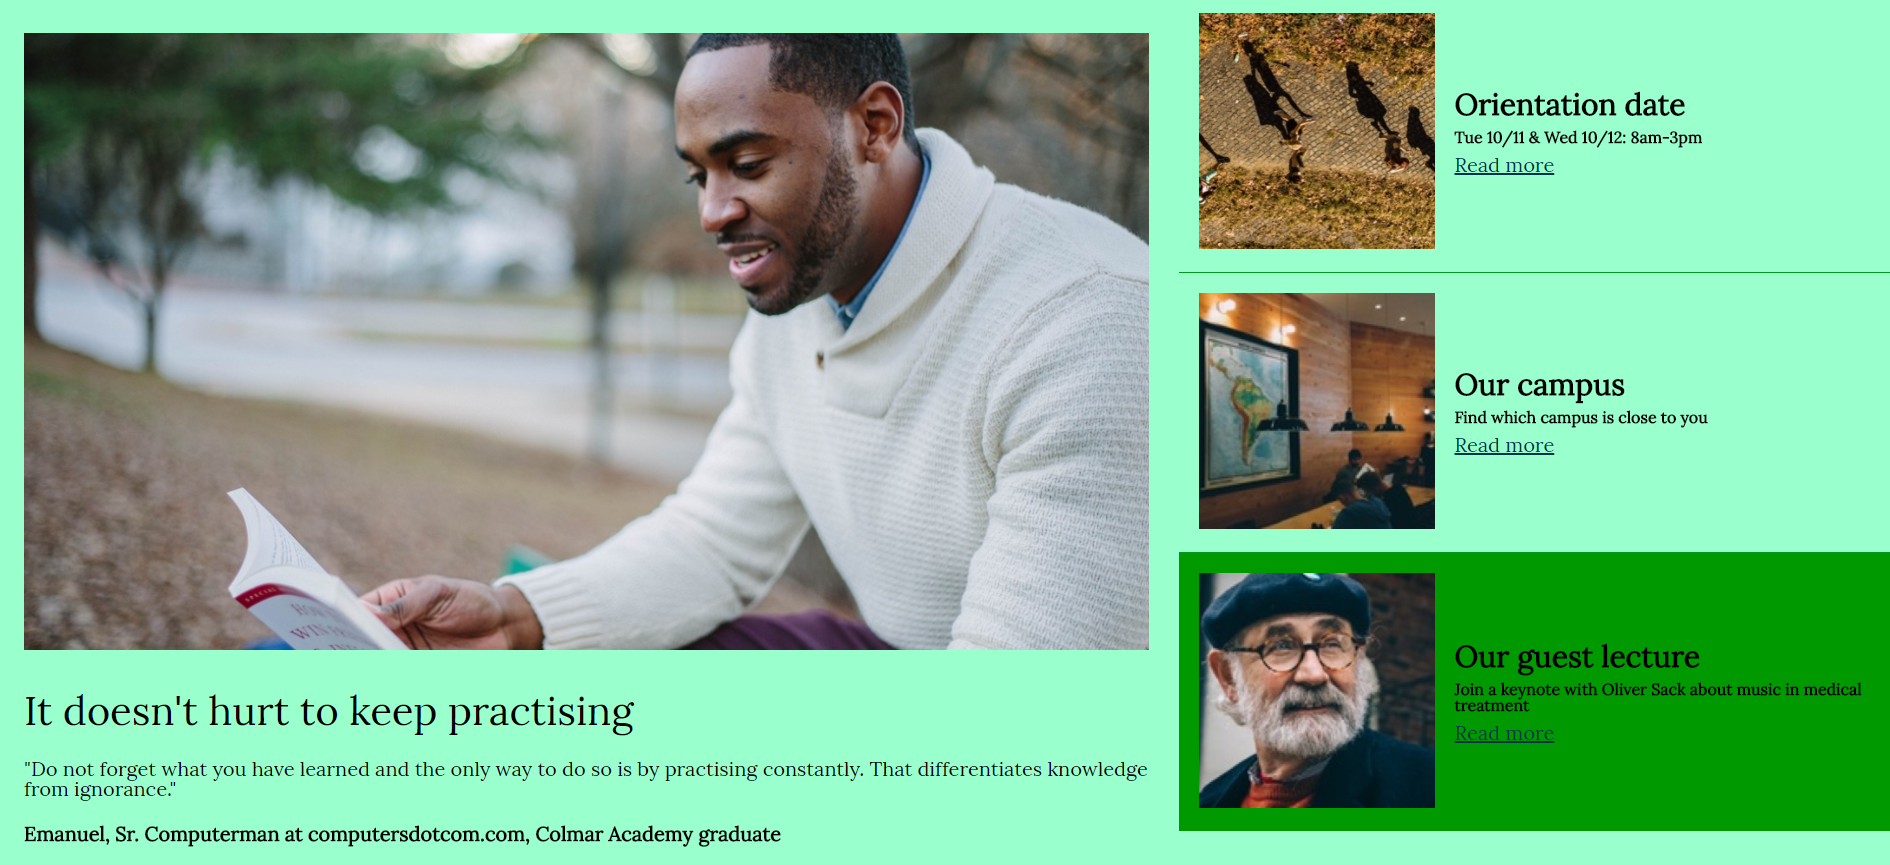 It doesn't hurt to keep practising
"Do not forget what you have learned and the only way to do so is by practising constantly. That differentiates knowledge
from ignorance."
Emanuel, Sr. Computerman at computersdotcom.com, Colmar Academy graduate
Orientation date
Tue 10/11 & Wed 10/12: 8am-3pm
Read more
Our campus
Find which campus is close to you
Read more
Our guest lecture
Join a keynote with Oliver Sack about music in medical
treatment
Read more